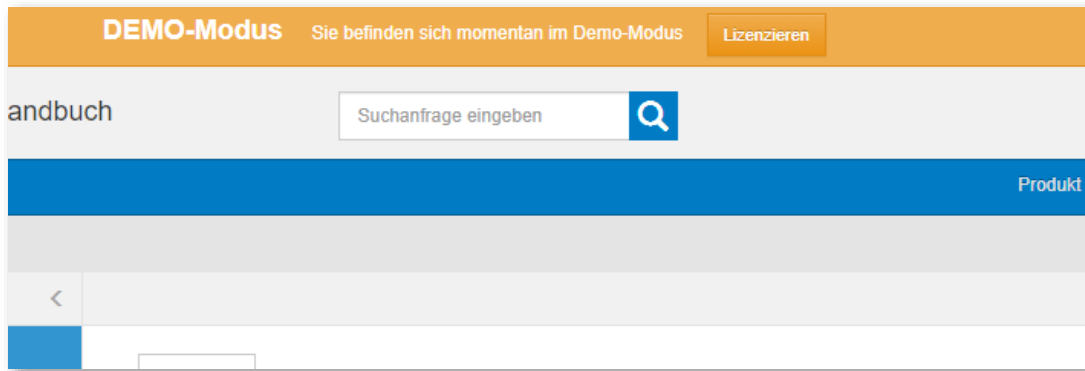 DEMO-Modus Sie befinden sich momentan im Demo-Modus Lizenzieren
andbuch Suchanfrage eingeben
Produkt